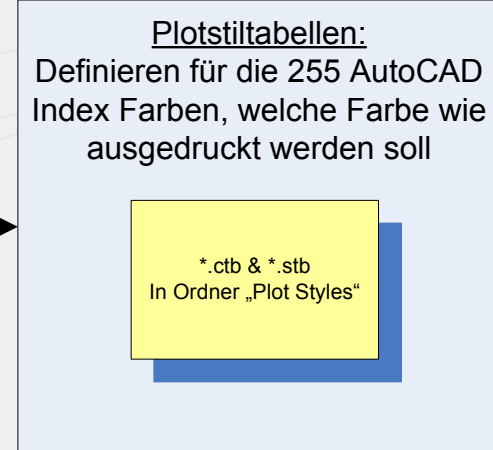 Plotstiltabellen:
Definieren für die 255 AutoCAD
Index Farben, welche Farbe wie
ausgedruckt werden soll
*.ctb & *.stb
In Ordner „Plot Styles“